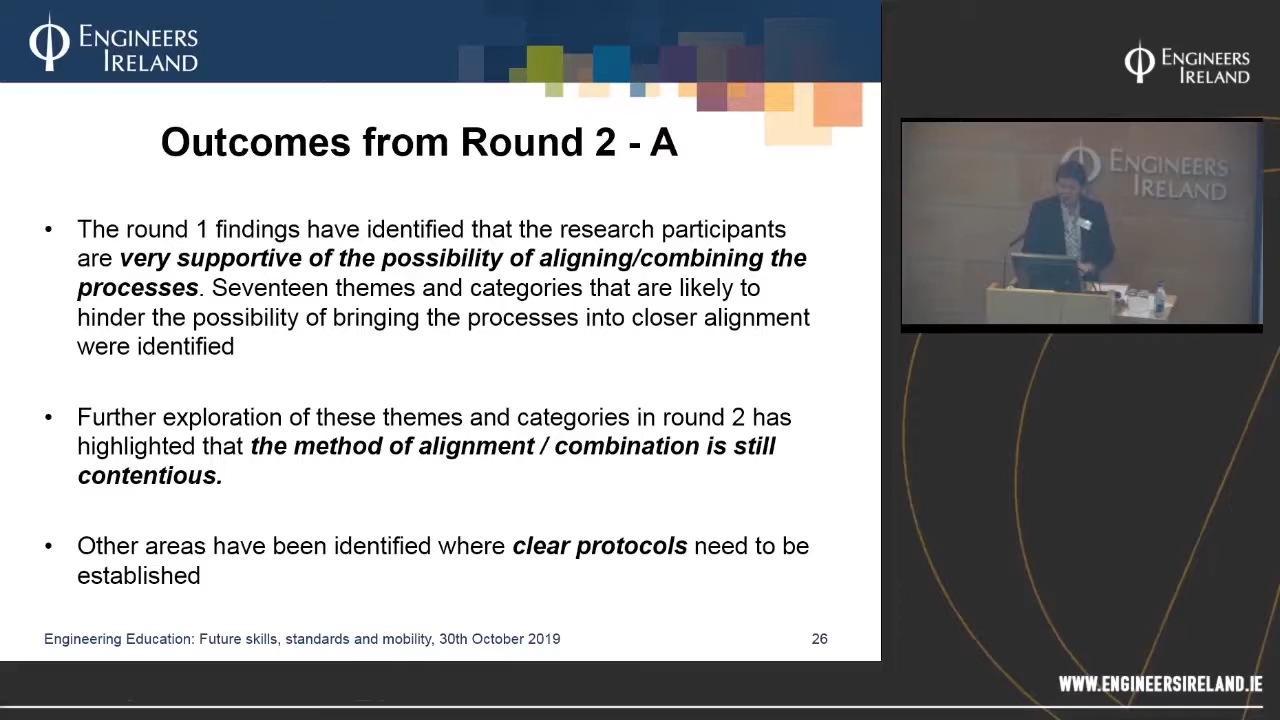 ENGINEERS
IRELAND
Outcomes from Round 2 - A
• The round 1 findings have identified that the research participants
are very supportive of the possibility of aligning/combining the
processes. Seventeen themes and categories that are likely to
hinder the possibility of bringing the processes into closer alignment
were identified
• Further exploration of these themes and categories in round 2 has
highlighted that the method of alignment / combination is still
contentious.
• Other areas have been identified where clear protocols need to be
established
Engineering Education: Future skills, standards and mobility, 30th October 2019
26
ENGINEERS
IRELAND
ENGINEERS
IRELAND
WWW.ENGINEERSIRELAND.IE